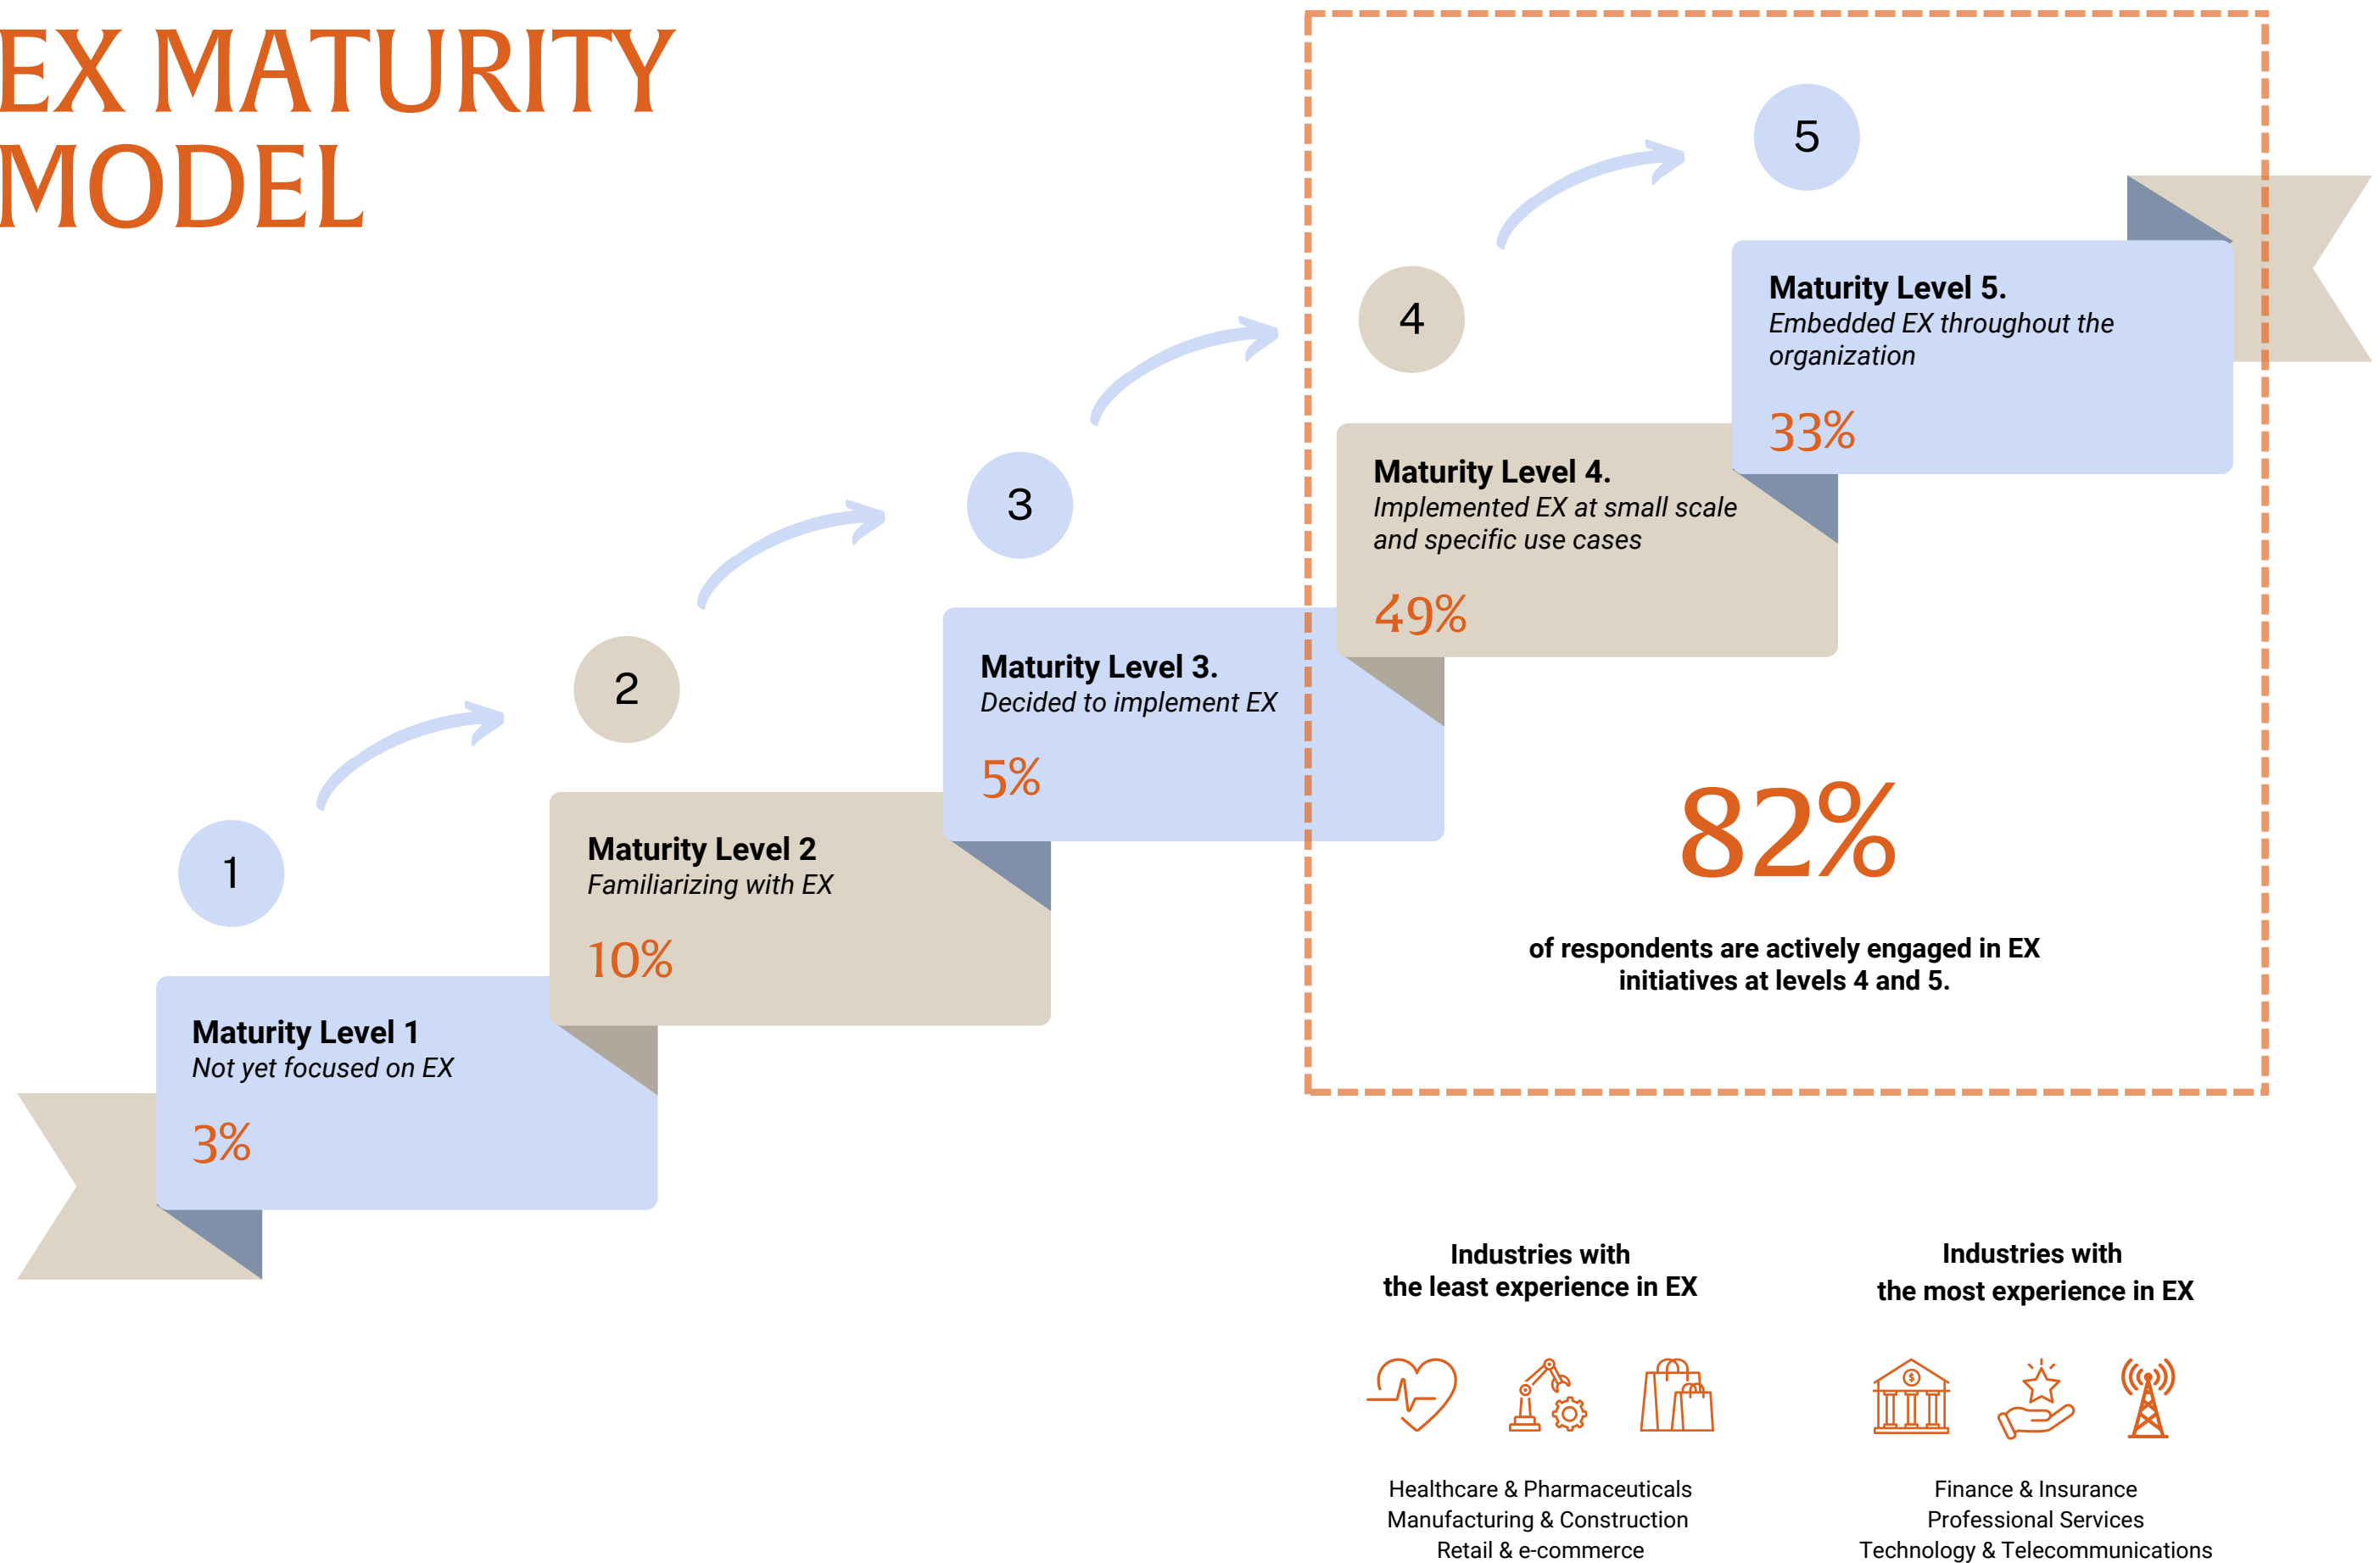 EX MATURITY
MODEL
1
Maturity Level 1
Not yet focused on EX
3%
2
Maturity Level 2
Familiarizing with EX
10%
3
Maturity Level 3.
Decided to implement EX
5%
4
Maturity Level 4.
Implemented EX at small scale
and specific use cases
49%
5
Maturity Level 5.
Embedded EX throughout the
organization
33%
82%
of respondents are actively engaged in EX
initiatives at levels 4 and 5.
Industries with
the least experience in EX
Healthcare & Pharmaceuticals
Manufacturing & Construction
Retail & e-commerce
Industries with
the most experience in EX
$
Finance & Insurance
Professional Services
Technology & Telecommunications